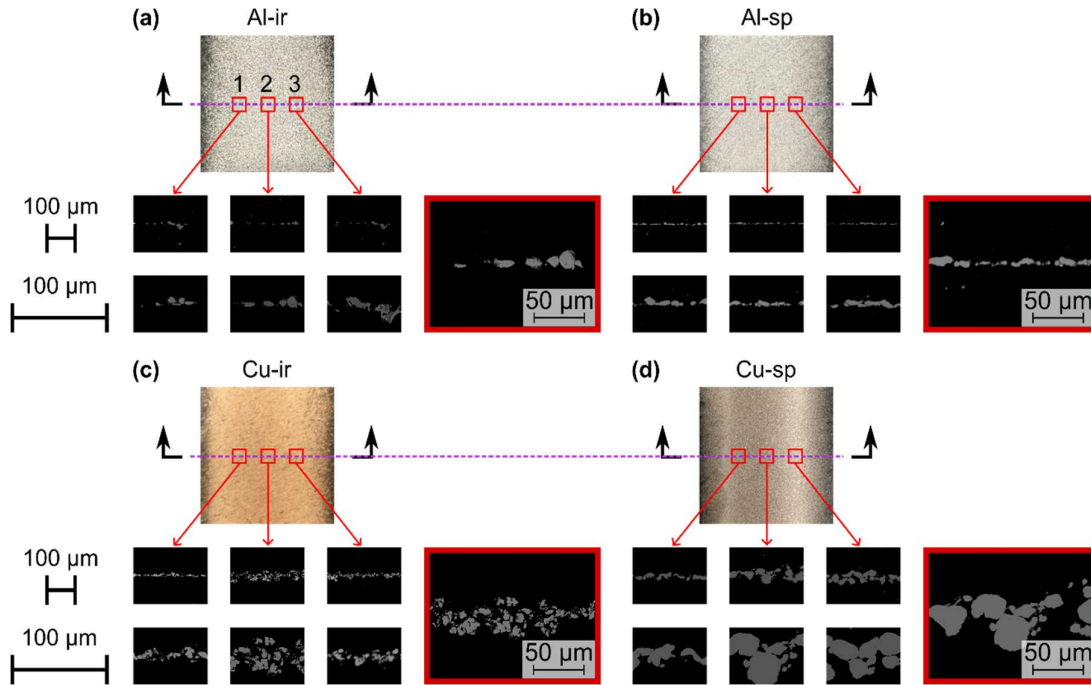 (a)
Al-ir
(b)
Al-sp
1 2 3
100 µm
100 µm
50 µm
50 µm
(c)
Cu-ir
(d)
Cu-sp
100 µm
100 µm
50 µm
50 µm